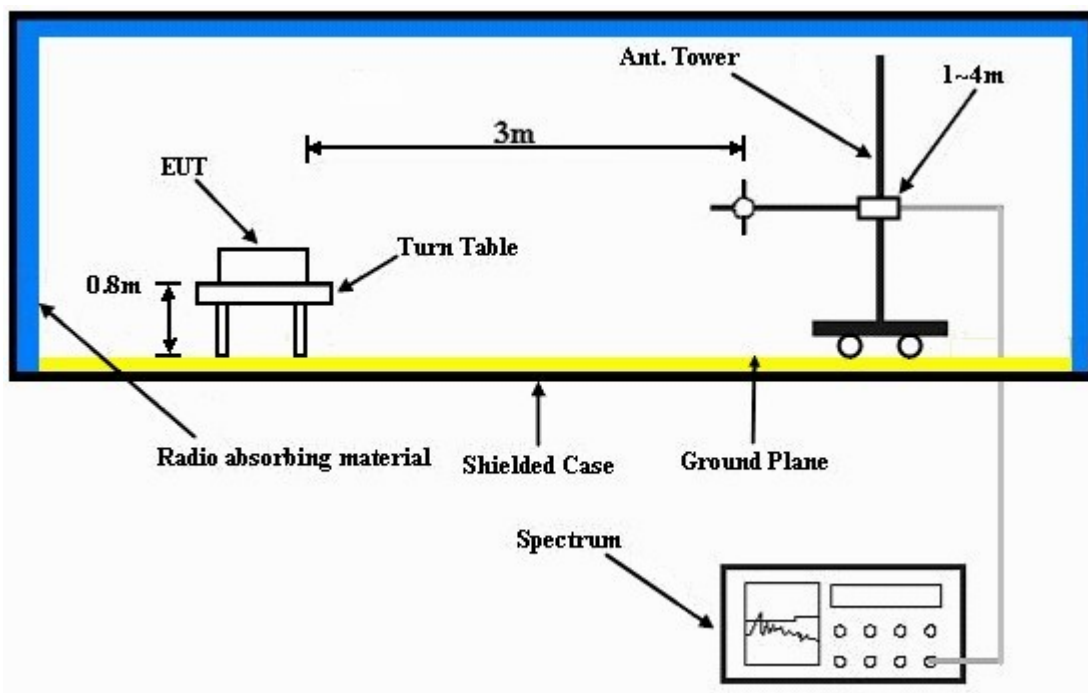 Ant. Tower
1~4m
3m
EUT
Turn Table
0.8m
Radio absorbing material
Shielded Case
Ground Plane
Spectrum